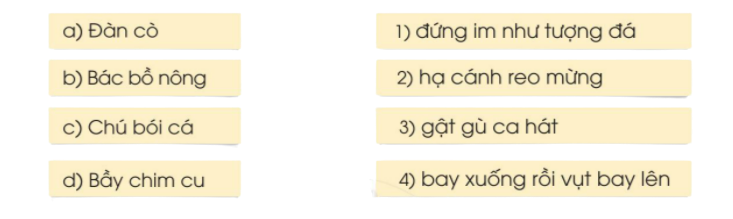 a) Đàn cò
1) đứng im như tượng đá
b) Bác bồ nông
2) hạ cánh reo mừng
c) Chú bói cá
3) gật gù ca hát
d) Bầy chim cu
4) bay xuống rồi vụt bay lên